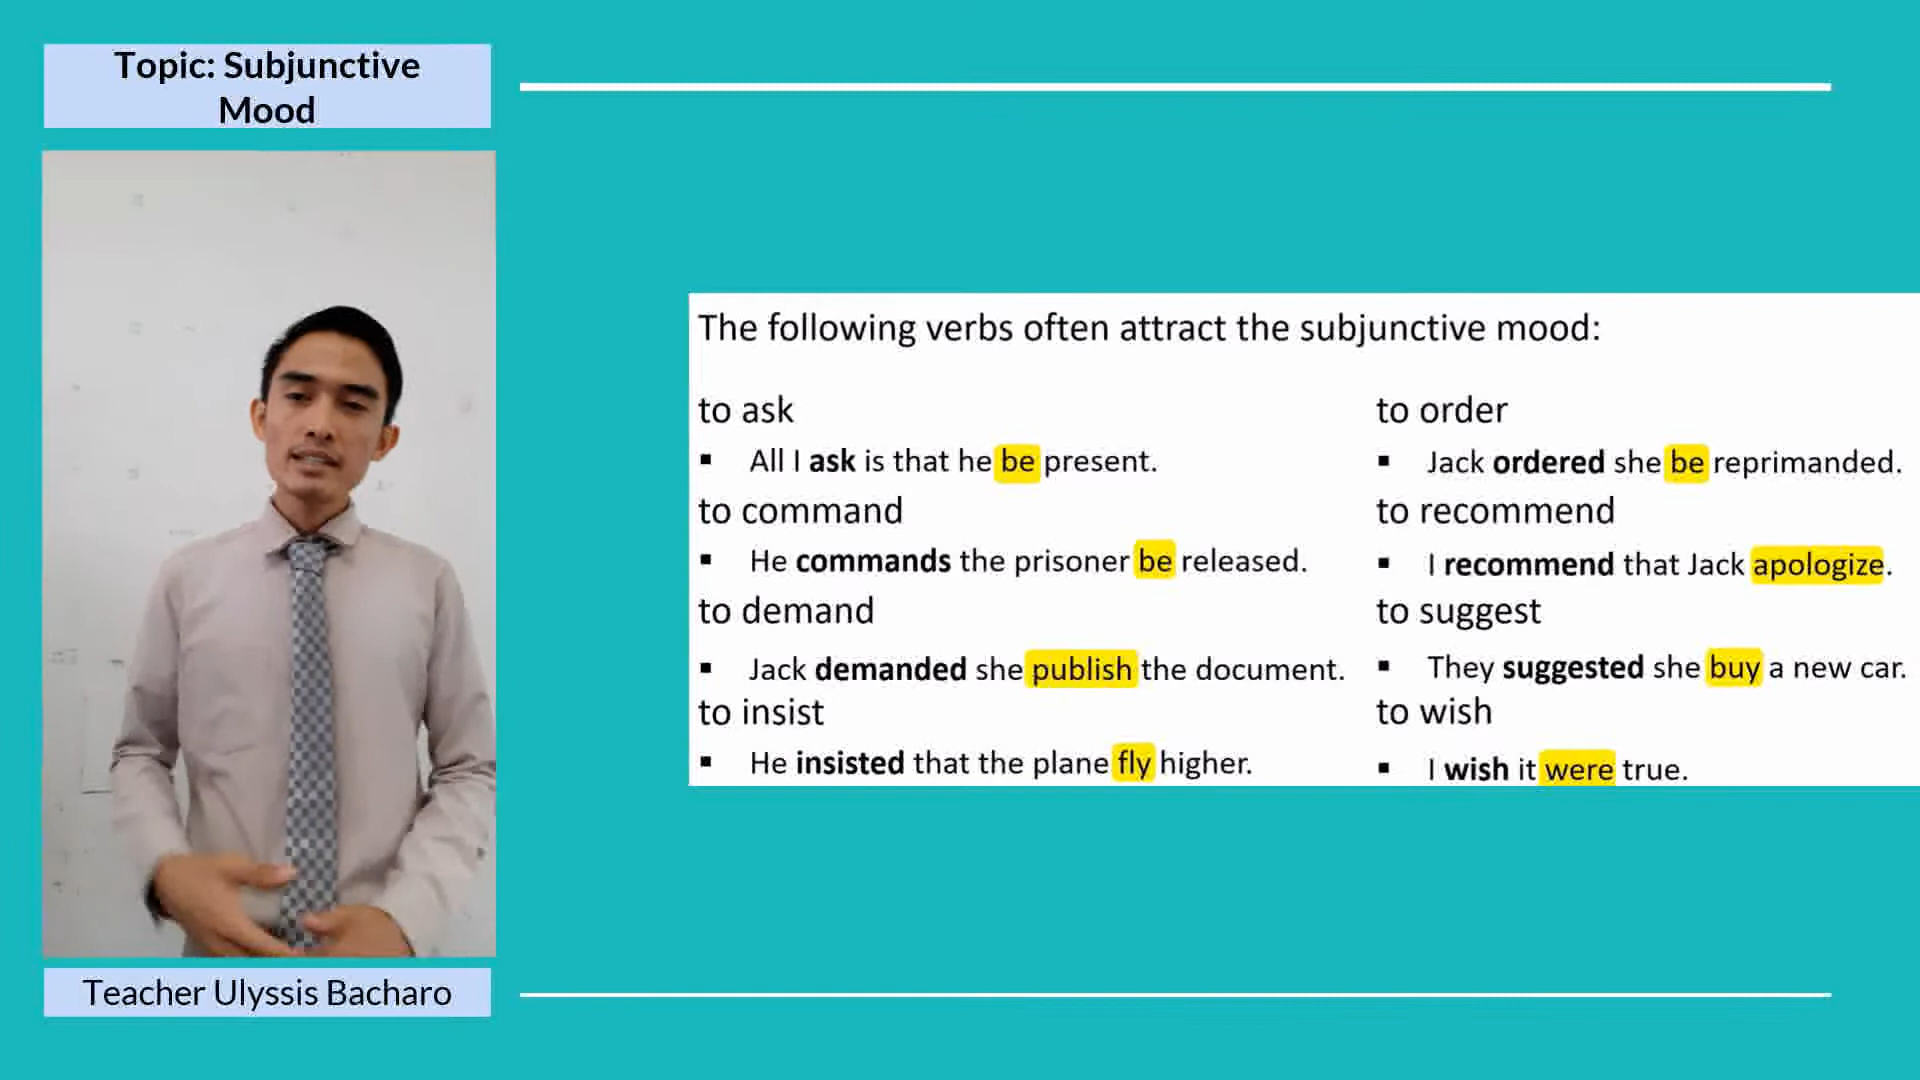 Topic: Subjunctive
Mood
The following verbs often attract the subjunctive mood:
to ask
▪ All I ask is that he be present.
to command
▪ He commands the prisoner be released.
to demand
▪ Jack demanded she publish the document.
to insist
▪ He insisted that the plane fly higher.
to order
▪ Jack ordered she be reprimanded.
to recommend
▪ I recommend that Jack apologize.
to suggest
▪ They suggested she buy a new car.
to wish
▪ I wish it were true.
Teacher Ulyssis Bacharo